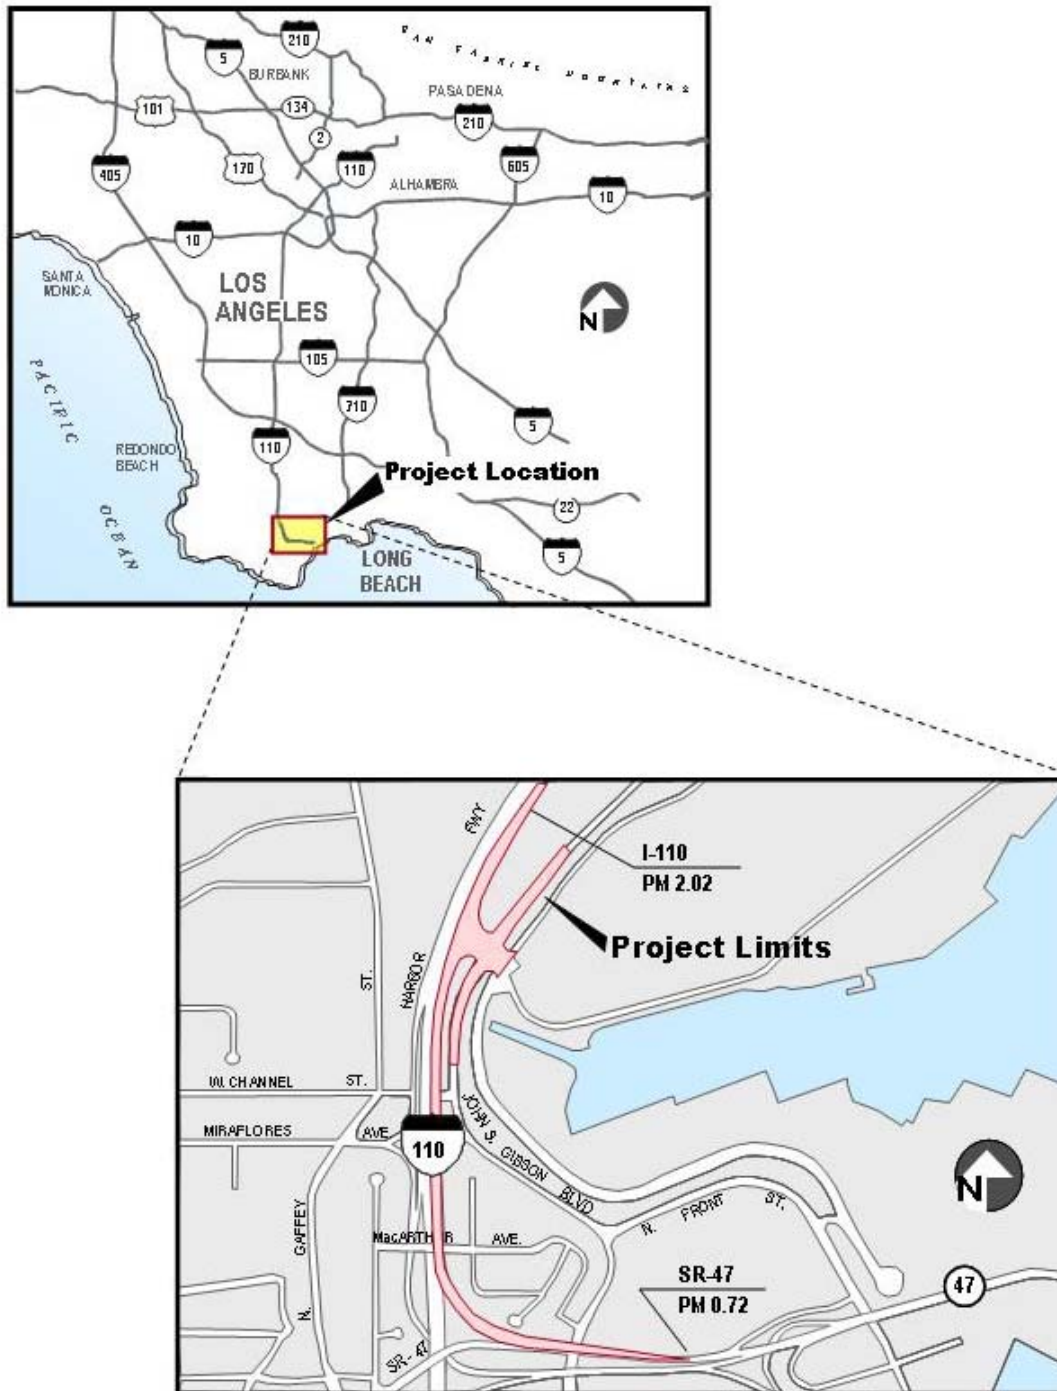 SAN GABRIEL MOUNTAINS
210
5
BURBANK
PASADENA
101
134
210
2
405
170
110
605
ALHAMBRA
10
10
SANTA
MONICA
LOS
ANGELES
N
105
PACIFIC
OCEAN
710
5
REDONDO
BEACH
110
Project Location
22
LONG
BEACH
5
HARBOR FWY
I-110
PM 2.02
Project Limits
ST.
W. CHANNEL ST.
MIRAFLORES AVE.
110
JOHN S. GIBSON BLVD
N. FRONT ST.
N
N. GAFFEY
MacARTHUR AVE.
SR-47
PM 0.72
47
SR-47